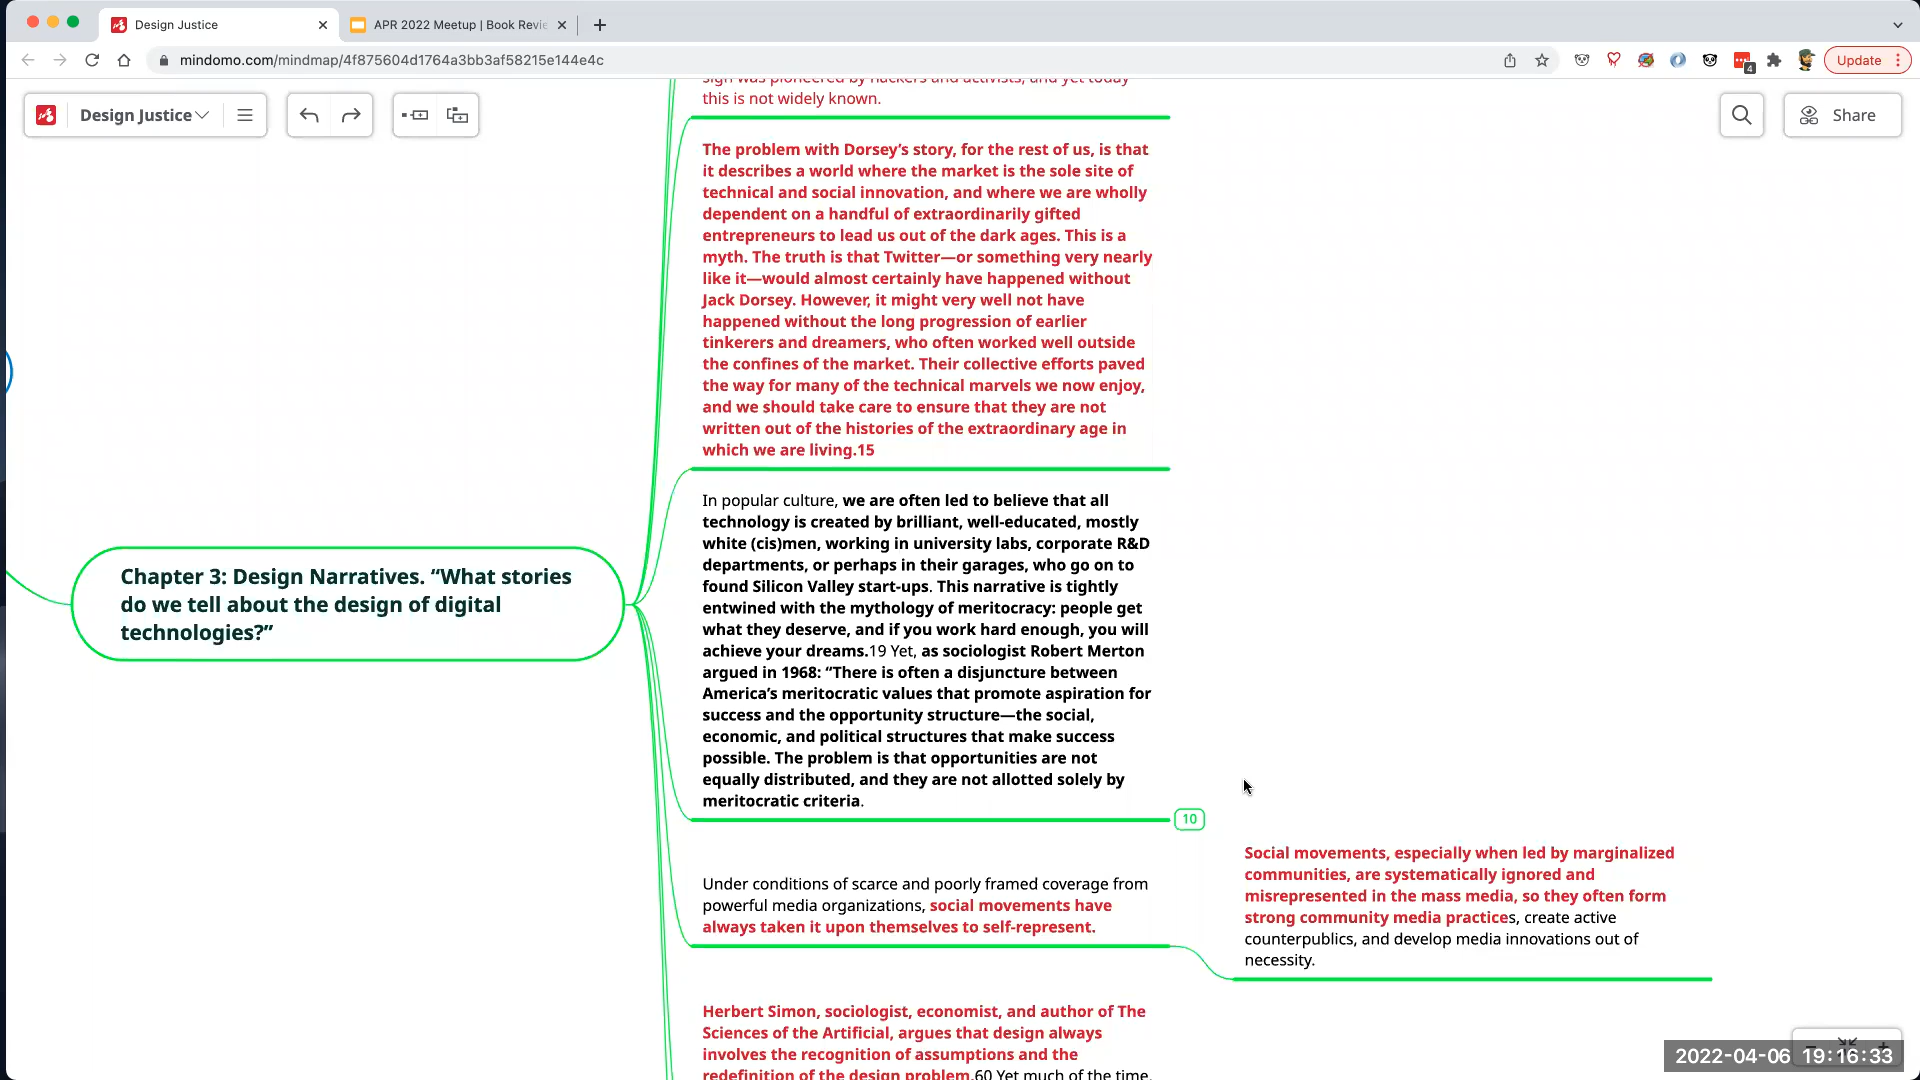 Design Justice
APR 2022 Meetup | Book Revie
mindomo.com/mindmap/4f875604d1764a3bb3af58215e144e4c
4
Update
Design Justice
Share
this is not widely known.
The problem with Dorsey’s story, for the rest of us, is that
it describes a world where the market is the sole site of
technical and social innovation, and where we are wholly
dependent on a handful of extraordinarily gifted
entrepreneurs to lead us out of the dark ages. This is a
myth. The truth is that Twitter—or something very nearly
like it—would almost certainly have happened without
Jack Dorsey. However, it might very well not have
happened without the long progression of earlier
tinkerers and dreamers, who often worked well outside
the confines of the market. Their collective efforts paved
the way for many of the technical marvels we now enjoy,
and we should take care to ensure that they are not
written out of the histories of the extraordinary age in
which we are living.15
In popular culture, we are often led to believe that all
technology is created by brilliant, well-educated, mostly
white (cis)men, working in university labs, corporate R&D
departments, or perhaps in their garages, who go on to
found Silicon Valley start-ups. This narrative is tightly
entwined with the mythology of meritocracy: people get
what they deserve, and if you work hard enough, you will
achieve your dreams.19 Yet, as sociologist Robert Merton
argued in 1968: “There is often a disjuncture between
America’s meritocratic values that promote aspiration for
success and the opportunity structure—the social,
economic, and political structures that make success
possible. The problem is that opportunities are not
equally distributed, and they are not allotted solely by
meritocratic criteria.
10
Chapter 3: Design Narratives. “What stories
do we tell about the design of digital
technologies?”
Under conditions of scarce and poorly framed coverage from
powerful media organizations, social movements have
always taken it upon themselves to self-represent.
Social movements, especially when led by marginalized
communities, are systematically ignored and
misrepresented in the mass media, so they often form
strong community media practices, create active
counterpublics, and develop media innovations out of
necessity.
Herbert Simon, sociologist, economist, and author of The
Sciences of the Artificial, argues that design always
involves the recognition of assumptions and the
redefinition of the design problem.60 Yet much of the time,
2022-04-06 19:16:33